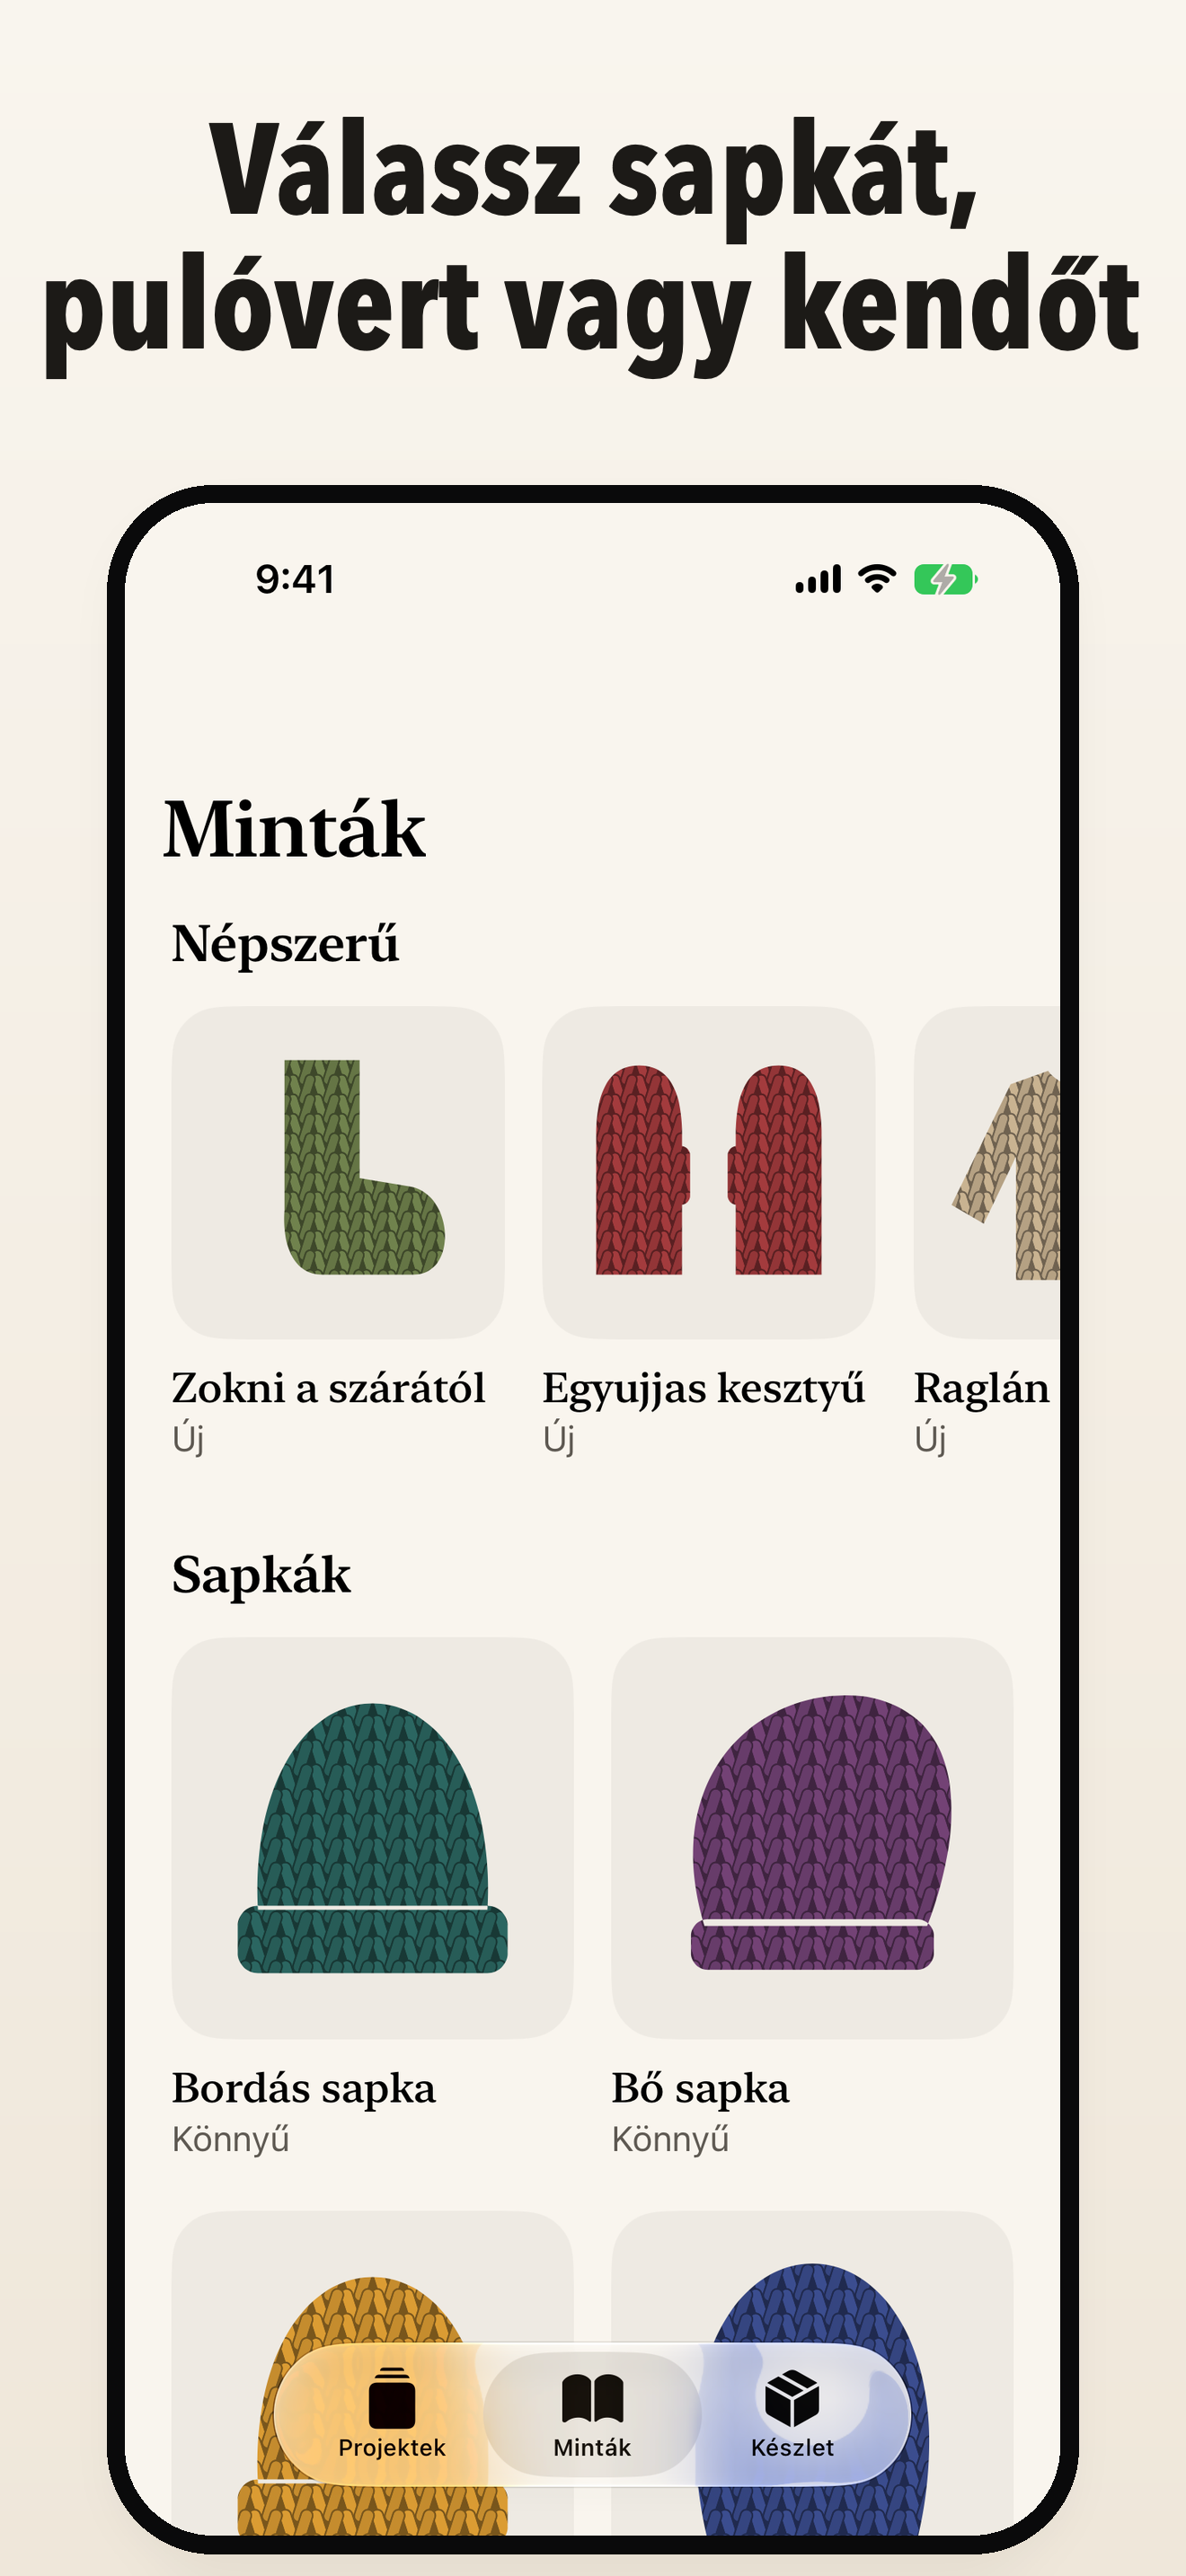 Válassz sapkát,
pulóvert vagy kendőt
9:41
Minták
Népszerű
Zokni a szárától
Egyujjas kesztyű
Raglán
Új
Új
Új
Sapkák
Bordás sapka
Bő sapka
Könnyű
Könnyű
Projektek
Minták
Készlet